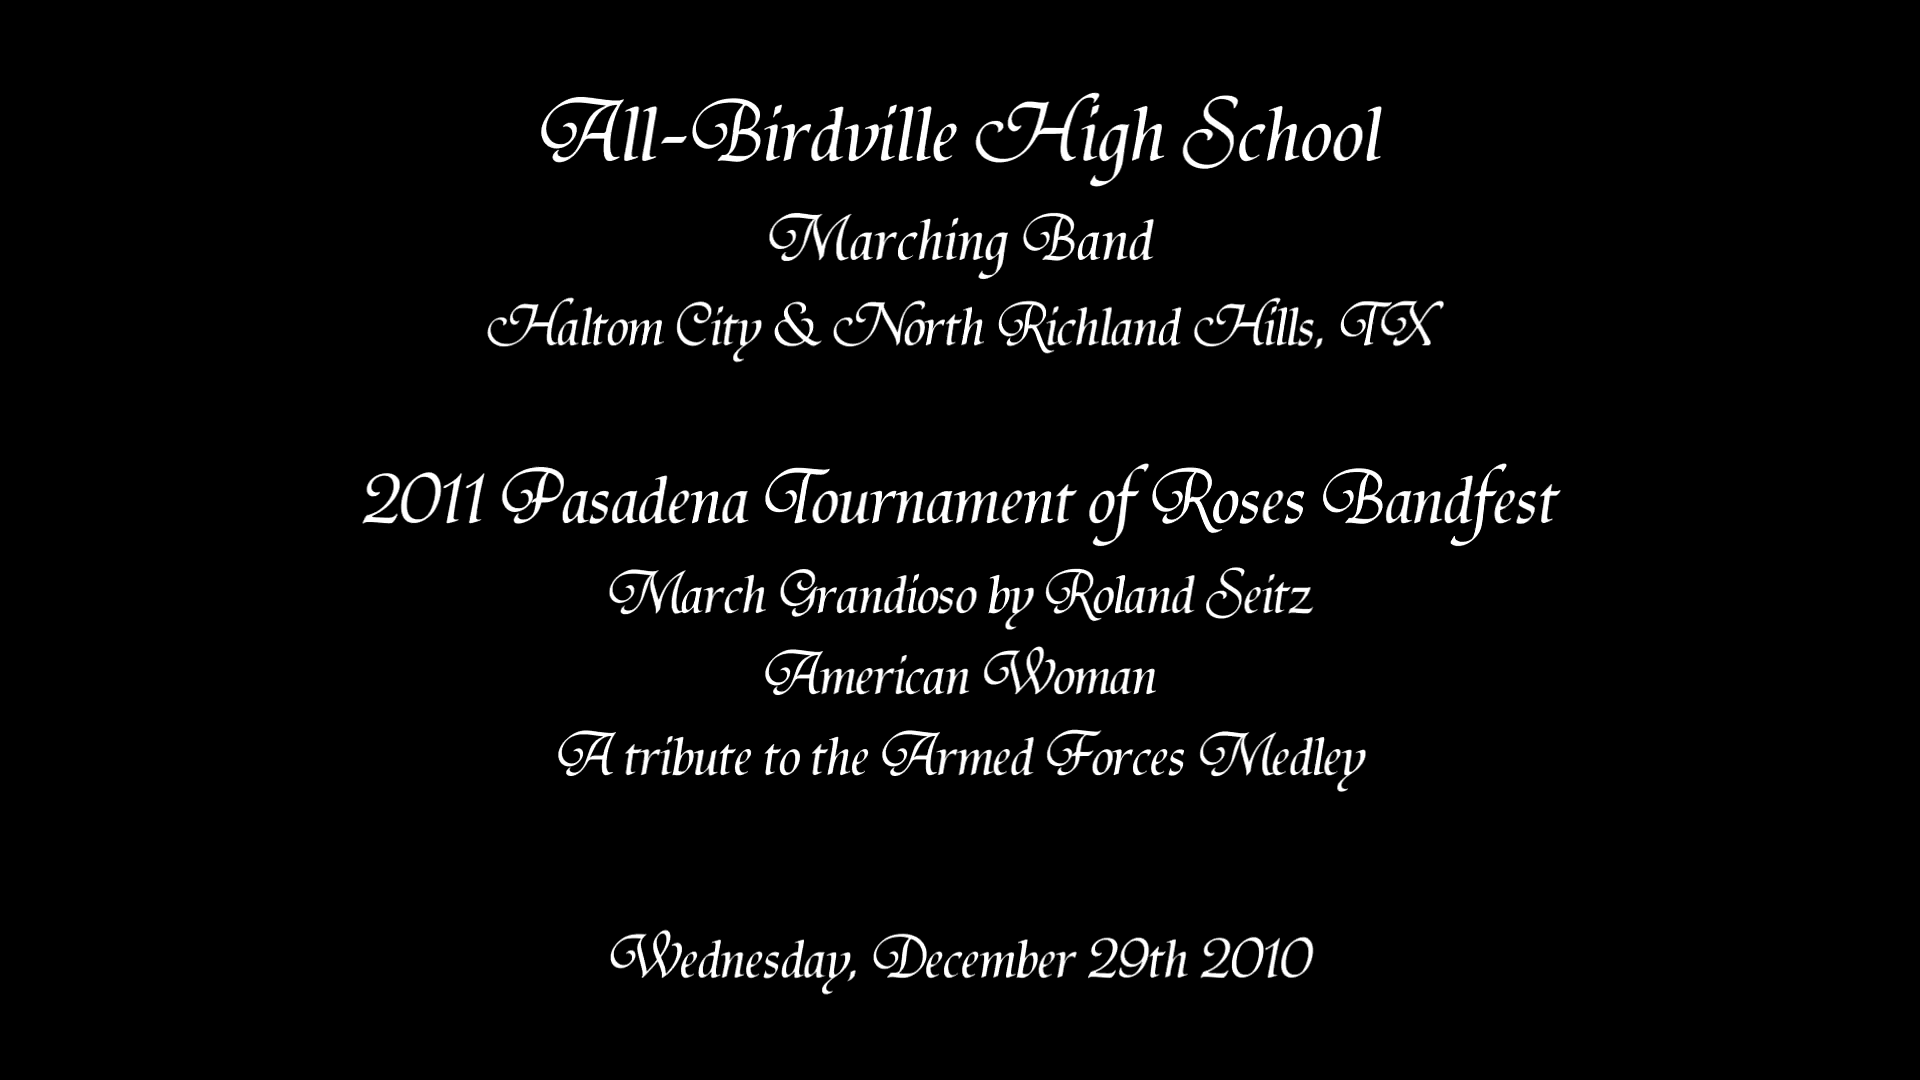 All-Birdville High School
Marching Band
Haltom City & North Richland Hills, TX
2011 Pasadena Tournament of Roses Bandfest
March Grandioso by Roland Seitz
American Woman
A tribute to the Armed Forces Medley
Wednesday, December 29th 2010